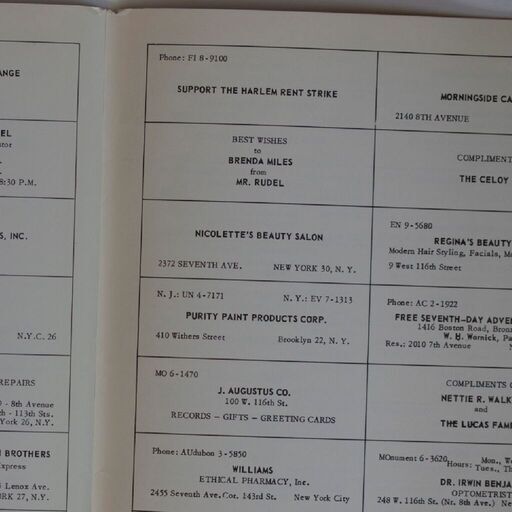 ANGE
EL
tor
8:30 P.M.
S, INC.
N.Y.C. 26
REPAIRS
0 - 8th Avenue
th - 113th Sts.
York 26, N.Y.
N BROTHERS
Express
5 Lenox Ave.
RK 27, N.Y.
Phone: FI 8-9100
SUPPORT THE HARLEM RENT STRIKE
BEST WISHES
to
BRENDA MILES
from
MR. RUDEL
NICOLETTE'S BEAUTY SALON
2372 SEVENTH AVE. NEW YORK 30, N. Y.
N. J.: UN 4-7171 N. Y.: EV 7-1313
PURITY PAINT PRODUCTS CORP.
410 Withers Street Brooklyn 22, N. Y.
MO 6-1470
J. AUGUSTUS CO.
100 W. 116th St.
RECORDS - GIFTS - GREETING CARDS
Phone: AUdubon 3-5850
WILLIAMS
ETHICAL PHARMACY, Inc.
2455 Seventh Ave. Cor. 143rd St. New York City
MORNINGSIDE CA
2140 8TH AVENUE
COMPLIMENT
THE CELOY
EN 9-5680
REGINA'S BEAUTY
Modern Hair Styling, Facials, M
9 West 116th Street
Phone: AC 2-1922
FREE SEVENTH-DAY ADVE
1416 Boston Road, Bron
W. H. Warnick, Pa
Res.: 2010 7th Avenue N
COMPLIMENTS O
NETTIE R. WALK
and
THE LUCAS FAM
MOnument 6-3620 Mon., We
Hours: Tues., Th
DR. IRWIN BENJA
OPTOMETRIST
248 W. 116th St. (Nr. 8th Ave.) Ne